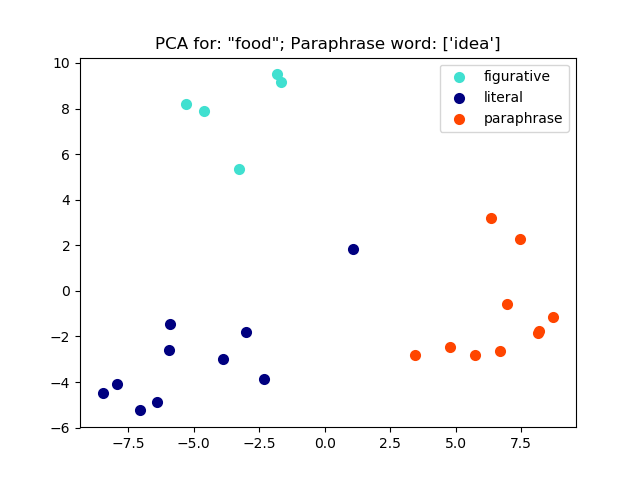 PCA for: "food"; Paraphrase word: ['idea']
figurative
literal
paraphrase
10
8
6
4
2
0
−2
−4
−6
−7.5 −5.0 −2.5 0.0 2.5 5.0 7.5